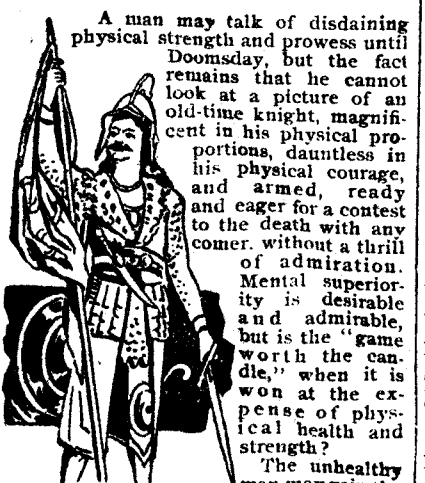 A man may talk of disdaining
physical strength and prowess until
Doomsday, but the fact
remains that he cannot
look at a picture of an
old-time knight, magnifi-
cent in his physical pro-
portions, dauntless in
his physical courage,
and armed, ready
and eager for a contest
to the death with any
comer, without a thrill
of admiration.
Mental superior-
ity is desirable
and admirable,
but is the "game
worth the can-
dle," when it is
won at the ex-
pense of phys-
ical health and
strength?
The unhealthy